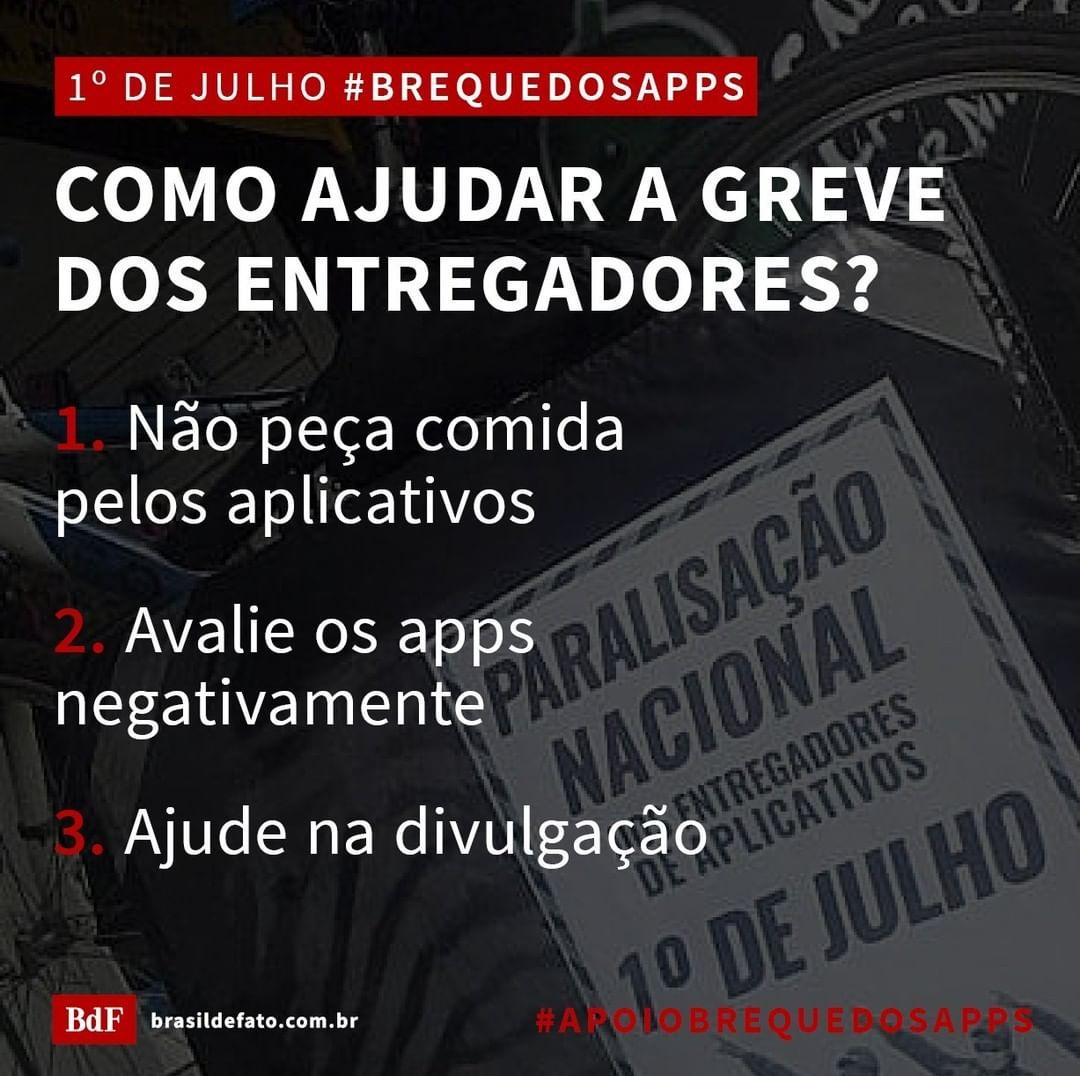 1º DE JULHO #BREQUEDOSAPPS
COMO AJUDAR A GREVE
DOS ENTREGADORES?
1. Não peça comida
pelos aplicativos
2. Avalie os apps
negativamente
3. Ajude na divulgação
PARALISAÇÃO
NACIONAL
ENTREGADORES
DE APLICATIVOS
1º DE JULHO
BdF brasildefato.com.br
#APOIOBREQUEDOSAPPS